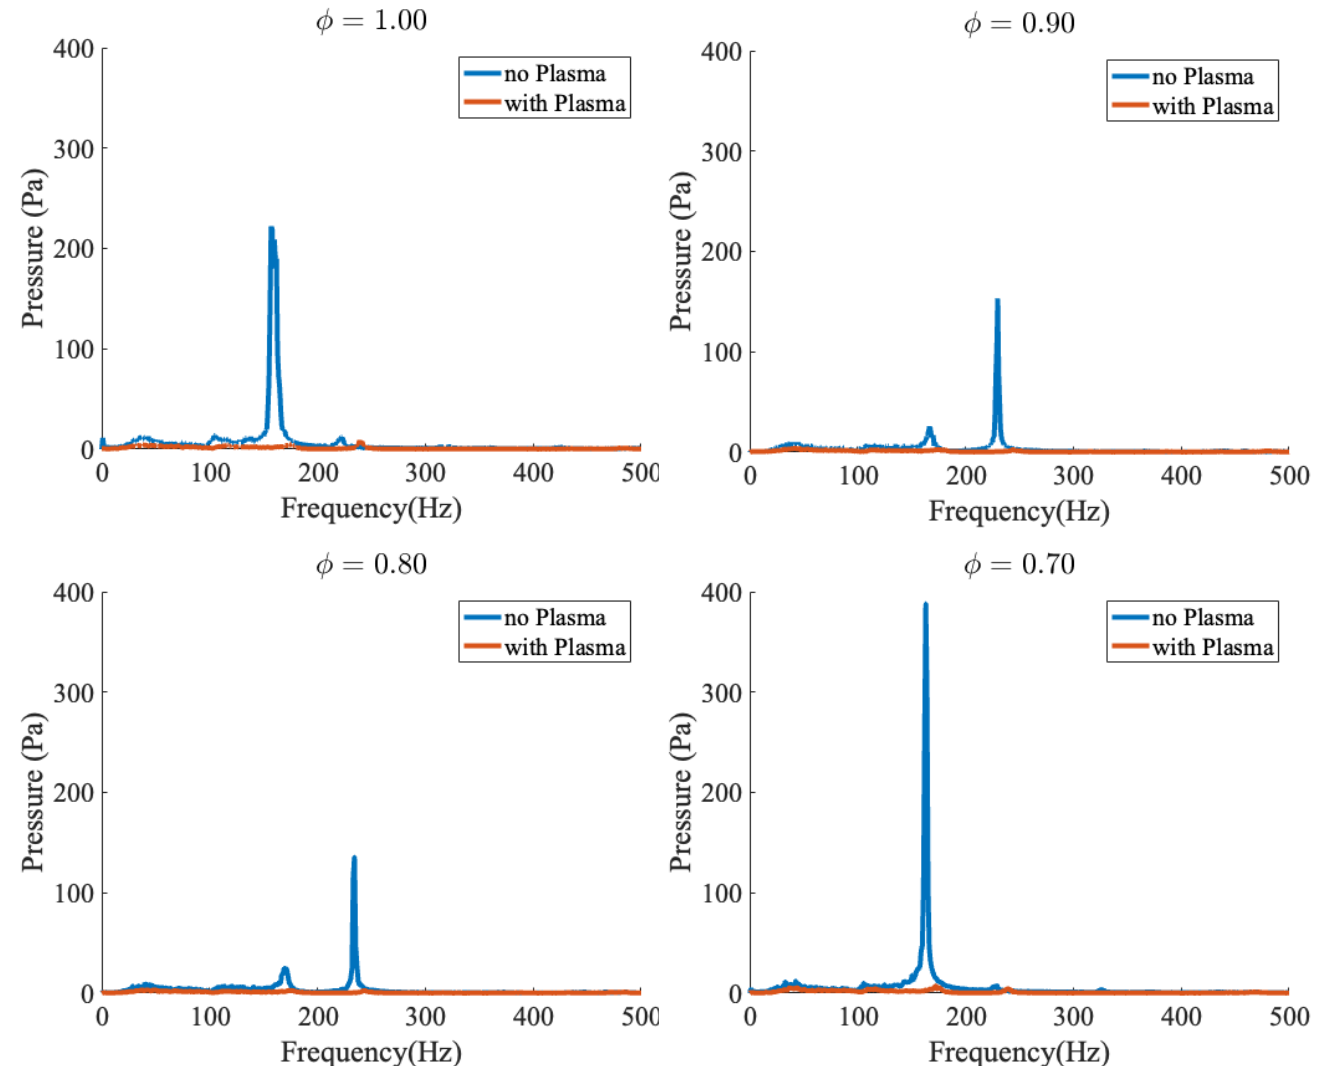 ϕ = 1.00
400
300
200
100
0
Pressure (Pa)
no Plasma
with Plasma
0 100 200 300 400 500
Frequency(Hz)
ϕ = 0.90
400
300
200
100
0
Pressure (Pa)
no Plasma
with Plasma
0 100 200 300 400 500
Frequency(Hz)
ϕ = 0.80
400
300
200
100
0
Pressure (Pa)
no Plasma
with Plasma
0 100 200 300 400 500
Frequency(Hz)
ϕ = 0.70
400
300
200
100
0
Pressure (Pa)
no Plasma
with Plasma
0 100 200 300 400 500
Frequency(Hz)